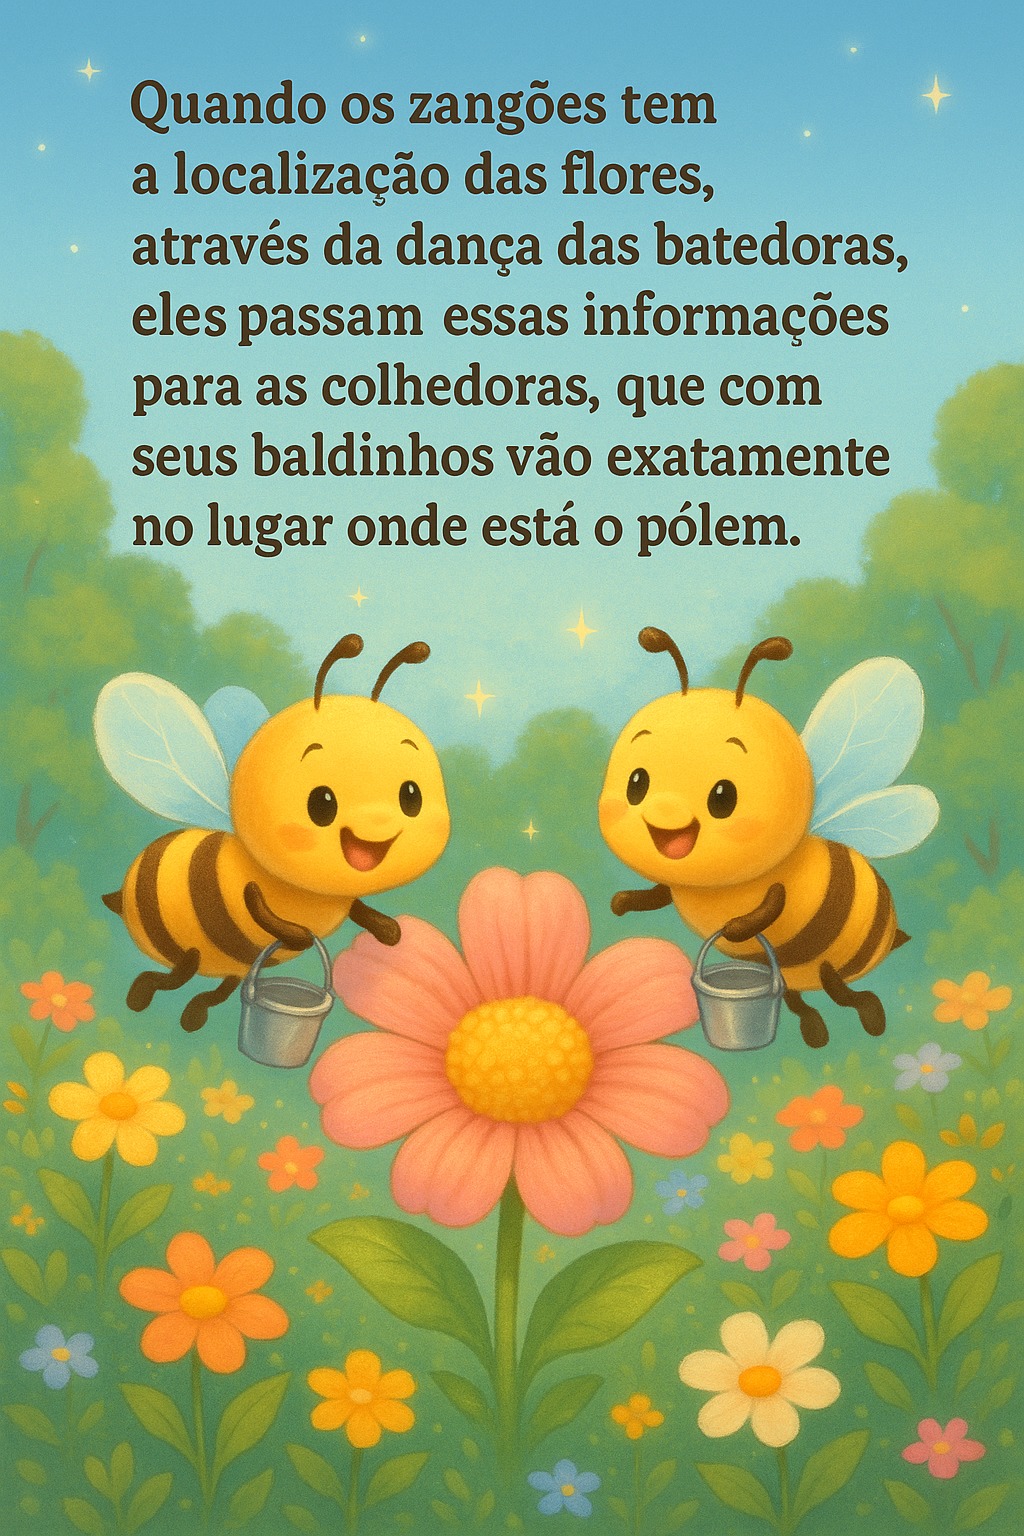 Quando os zangões tem
a localização das flores,
através da dança das batedoras,
eles passam essas informações
para as colhedoras, que com
seus baldinhos vão exatamente
no lugar onde está o pólem.